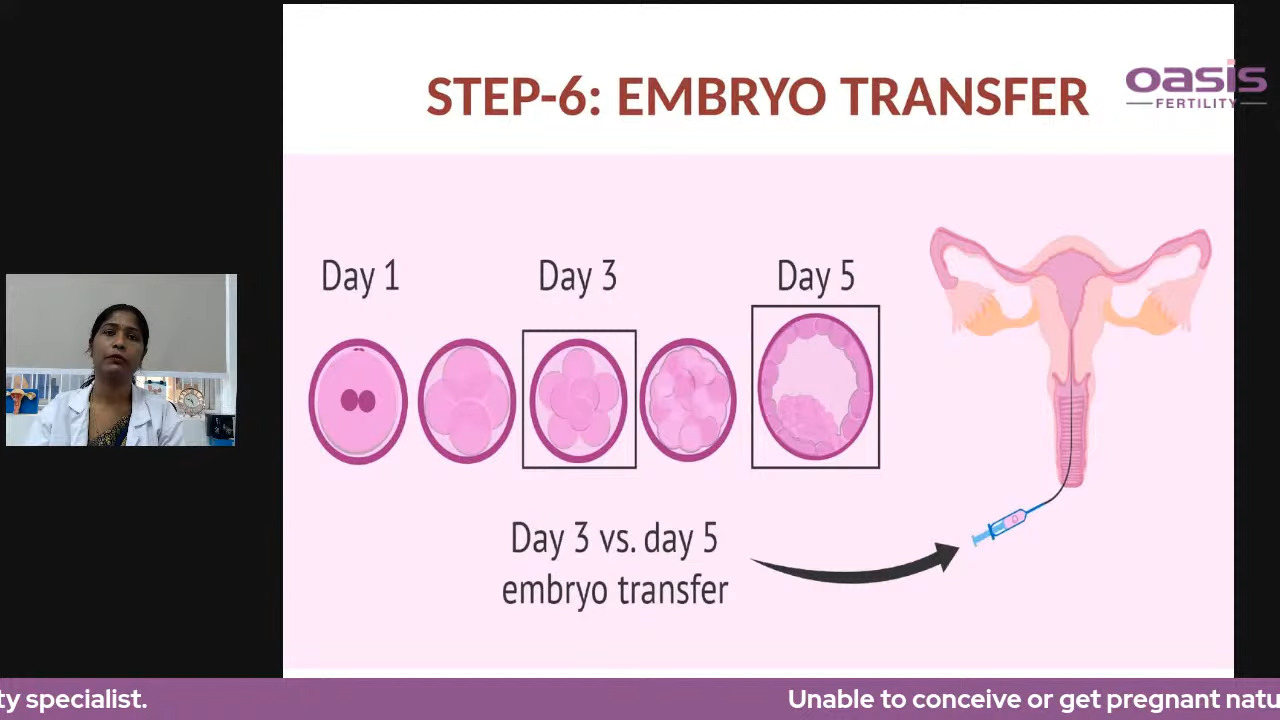 STEP-6: EMBRYO TRANSFER
oasis
FERTILITY
Day 1
Day 3
Day 5
Day 3 vs. day 5
embryo transfer
ty specialist.
Unable to conceive or get pregnant natu